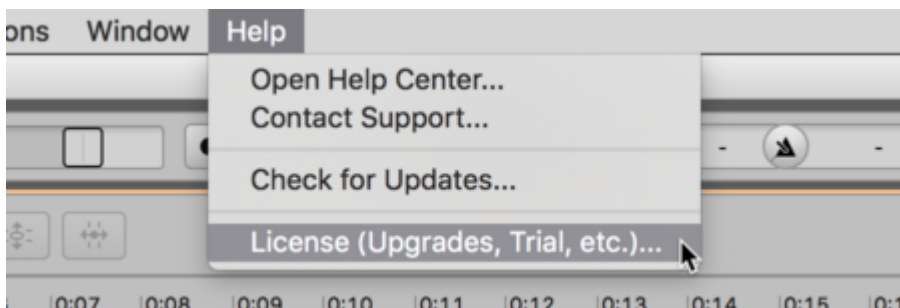 ons Window Help
Open Help Center...
Contact Support...
- -
Check for Updates...
License (Upgrades, Trial, etc.)...
0:07 0:08 0:09 0:10 0:11 0:12 0:13 0:14 0:15